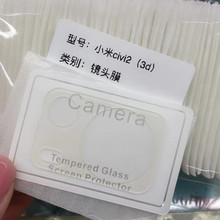 型号：小米civi2（3d）
类别：镜头膜
Camera
Tempered Glass
Screen Protector